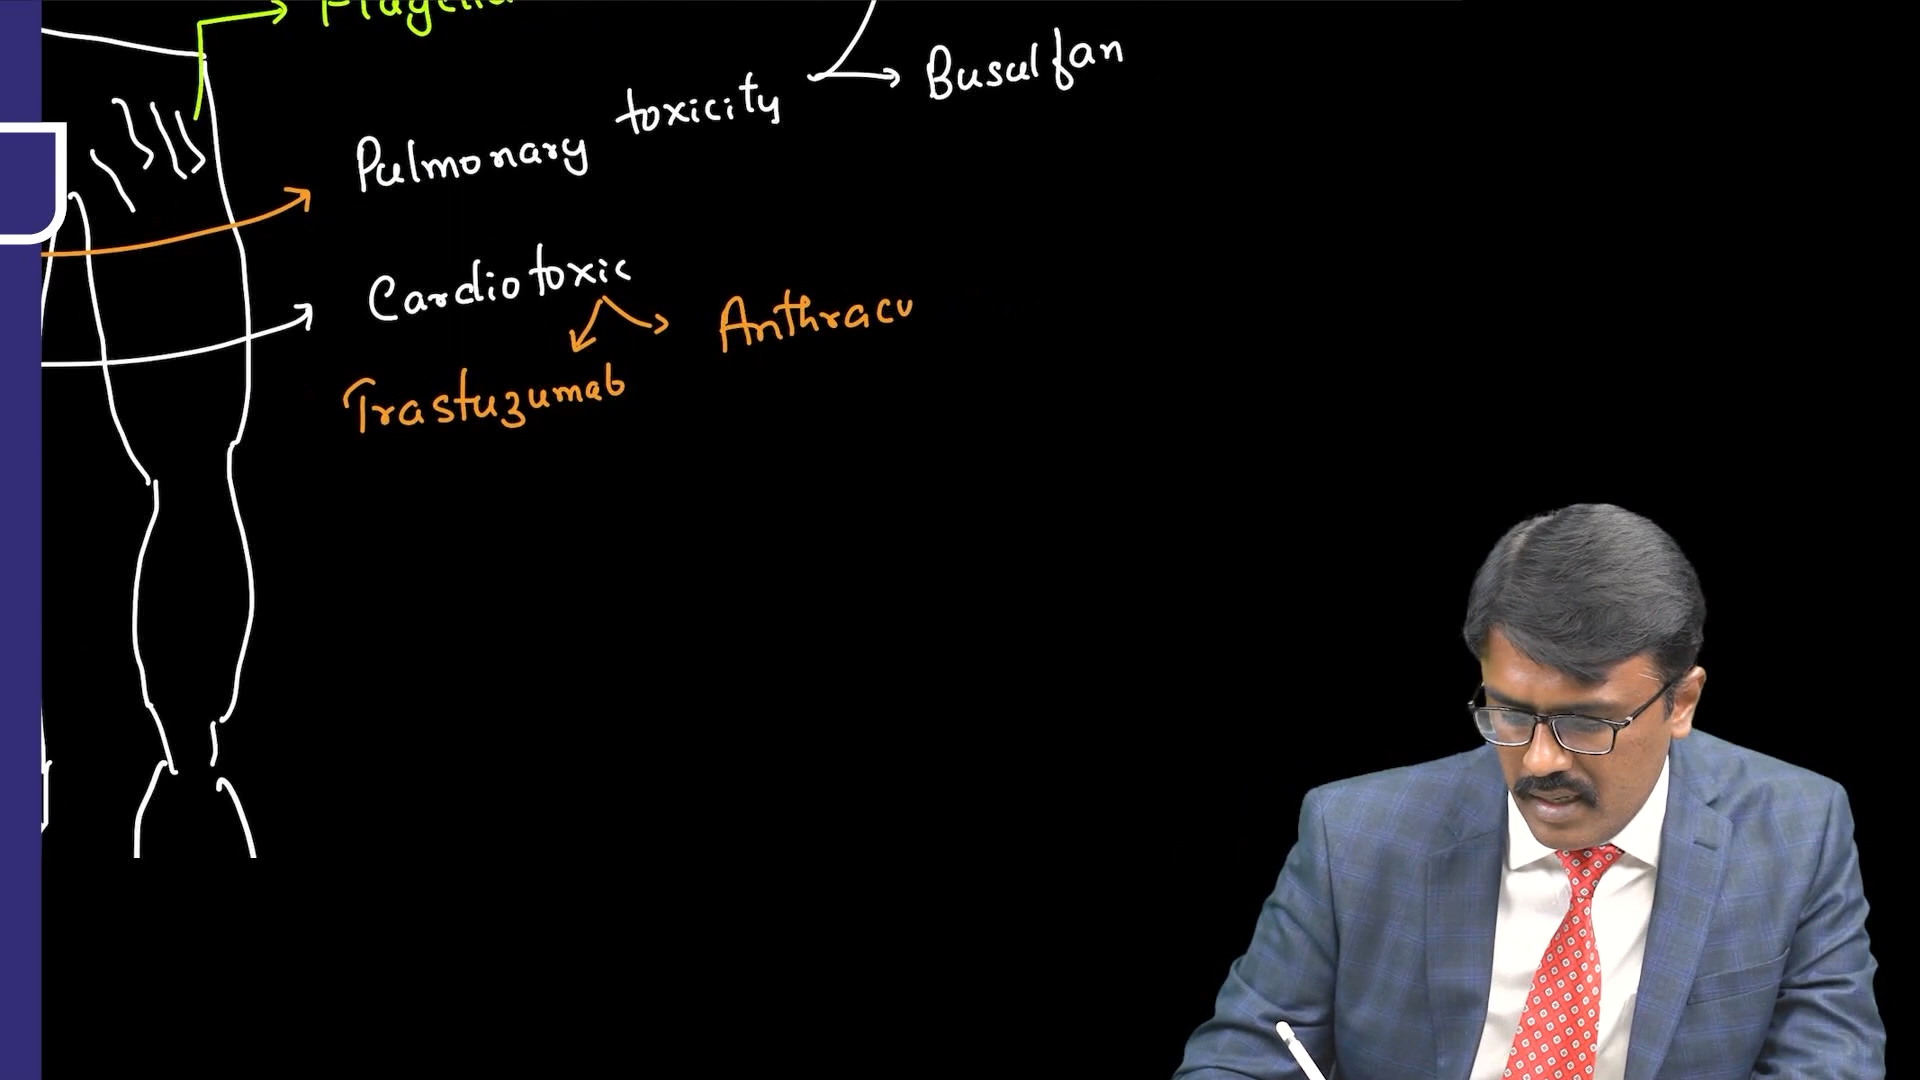 Busulfan
Pulmonary toxicity
Cardiotoxic
Anthracu
Trastuzumab